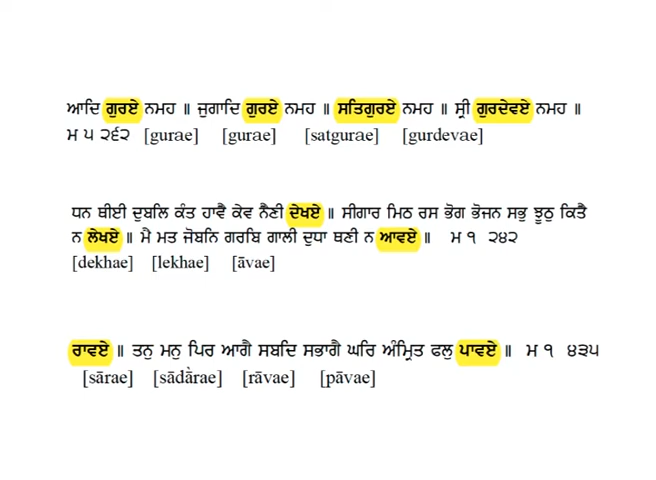 ਆਦਿ ਗੁਰਏ ਨਮਹ ॥ ਜੁਗਾਦਿ ਗੁਰਏ ਨਮਹ ॥ ਸਤਿਗੁਰਏ ਨਮਹ ॥ ਸ੍ਰੀ ਗੁਰਦੇਵਏ ਨਮਹ ॥
ਮ ੫ ੨੬੨ [gurae] [gurae] [satgurae] [gurdevae]
ਧਨ ਥੀਈ ਦੁਬਲਿ ਕੰਤ ਹਾਵੈ ਕੇਵ ਨੈਣੀ ਦੇਖਏ ॥ ਸੀਗਾਰ ਮਿਠ ਰਸ ਭੋਗ ਭੋਜਨ ਸਭੁ ਝੂਠੁ ਕਿਤੈ
ਨ ਲੇਖਏ ॥ ਮੈ ਮਤ ਜੋਬਨਿ ਗਰਬਿ ਗਾਲੀ ਦੁਧਾ ਥਣੀ ਨ ਆਵਏ ॥ ਮ ੧ ੨੪੨
[dekhae] [lekhae] [āvae]
ਰਾਵਏ ॥ ਤਨੁ ਮਨੁ ਪਿਰ ਆਗੈ ਸਬਦਿ ਸਭਾਗੈ ਘਰਿ ਅੰਮ੍ਰਿਤ ਫਲੁ ਪਾਵਏ ॥ ਮ ੧ ੪੩੫
[sārae] [sādàrae] [rāvae] [pāvae]